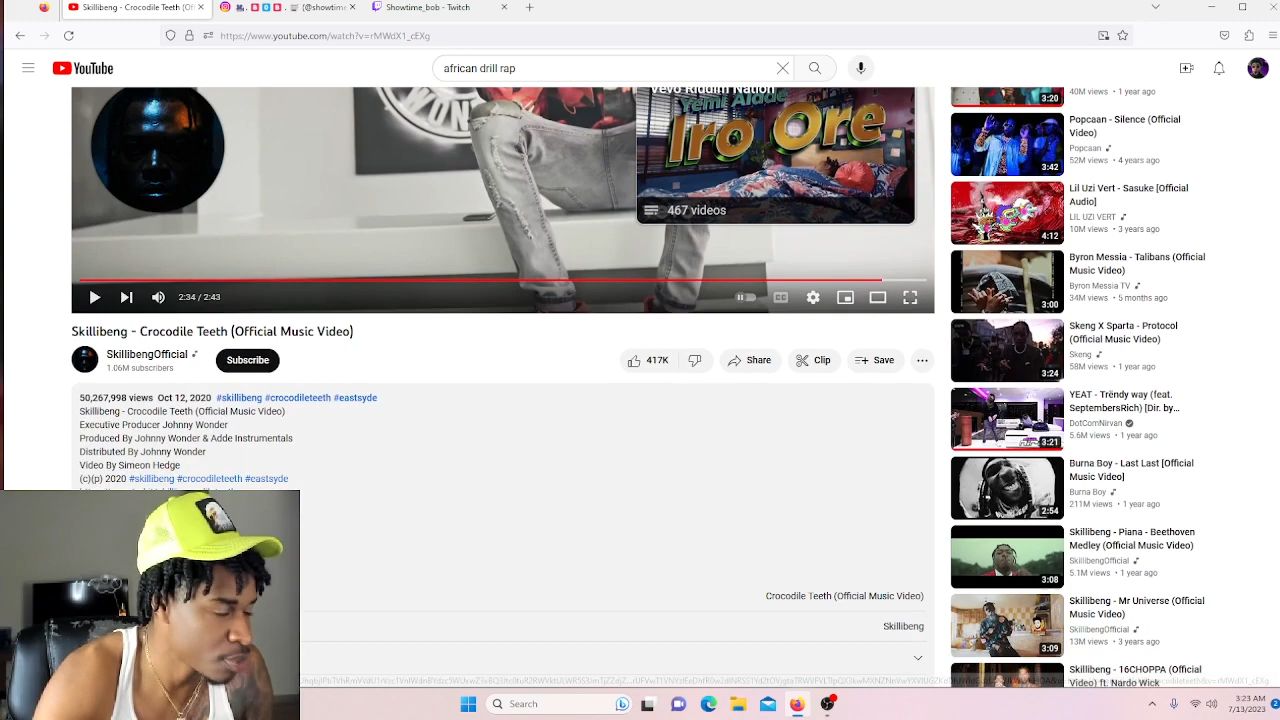 Skillibeng - Crocodile Teeth (Of
(@showtime
Showtime_bob - Twitch
https://www.youtube.com/watch?v=rMWdX1_cEXg
YouTube
african drill rap
Vevo Riddim Nation
Yemi Alade
Iro Ore
467 videos
2:34 / 2:43
Skillibeng - Crocodile Teeth (Official Music Video)
SkillibengOfficial
1.06M subscribers
Subscribe
417K
Share
Clip
Save
50,267,998 views Oct 12, 2020 #skillibeng #crocodileteeth #eastsyde
Skillibeng - Crocodile Teeth (Official Music Video)
Executive Producer Johnny Wonder
Produced By Johnny Wonder & Adde Instrumentals
Distributed By Johnny Wonder
Video By Simeon Hedge
(c)(p) 2020 #skillibeng #crocodileteeth #eastsyde
Crocodile Teeth (Official Music Video)
Skillibeng
40M views • 1 year ago
3:20
Popcaan - Silence (Official
Video)
Popcaan
52M views • 4 years ago
3:42
Lil Uzi Vert - Sasuke [Official
Audio]
LIL UZI VERT
10M views • 3 years ago
4:12
Byron Messia - Talibans (Official
Music Video)
Byron Messia TV
34M views • 5 months ago
3:00
Skeng X Sparta - Protocol
(Official Music Video)
Skeng
58M views • 1 year ago
3:24
YEAT - Trëndy way (feat.
SeptembersRich) [Dir. by...
DotComNirvan
5.6M views • 1 year ago
3:21
Burna Boy - Last Last [Official
Music Video]
Burna Boy
211M views • 1 year ago
2:54
Skillibeng - Piana - Beethoven
Medley (Official Music Video)
SkillibengOfficial
5.1M views • 1 year ago
3:08
Skillibeng - Mr Universe (Official
Music Video)
SkillibengOfficial
13M views • 3 years ago
3:09
Skillibeng - 16CHOPPA (Official
Video) ft. Nardo Wick
Search
3:23 AM
7/13/2023